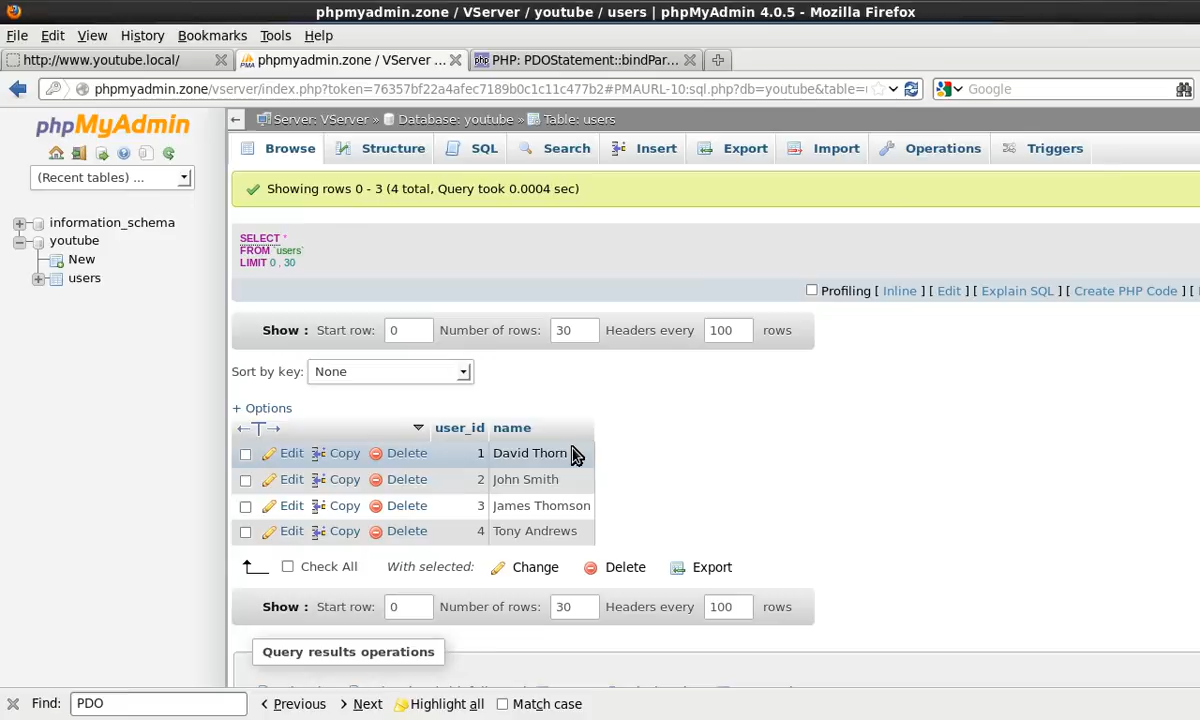 phpmyadmin.zone / VServer / youtube / users | phpMyAdmin 4.0.5 - Mozilla Firefox
File Edit View History Bookmarks Tools Help
http://www.youtube.local/ phpmyadmin.zone / VServer ... php PHP: PDOStatement::bindPar...
phpmyadmin.zone/vserver/index.php?token=76357bf22a4afec7189b0c1c11c477b2#PMAURL-10:sql.php?db=youtube&table= Google
phpMyAdmin
(Recent tables) ...
information_schema
youtube
New
users
Server: VServer » Database: youtube » Table: users
Browse Structure SQL Search Insert Export Import Operations Triggers
Showing rows 0 - 3 (4 total, Query took 0.0004 sec)
SELECT *
FROM `users`
LIMIT 0 , 30
Profiling [ Inline ] [ Edit ] [ Explain SQL ] [ Create PHP Code ] [
Show : Start row: 0 Number of rows: 30 Headers every 100 rows
Sort by key: None
+ Options
←T→ user_id name
Edit Copy Delete 1 David Thorn
Edit Copy Delete 2 John Smith
Edit Copy Delete 3 James Thomson
Edit Copy Delete 4 Tony Andrews
Check All With selected: Change Delete Export
Show : Start row: 0 Number of rows: 30 Headers every 100 rows
Query results operations
Find: PDO Previous Next Highlight all Match case